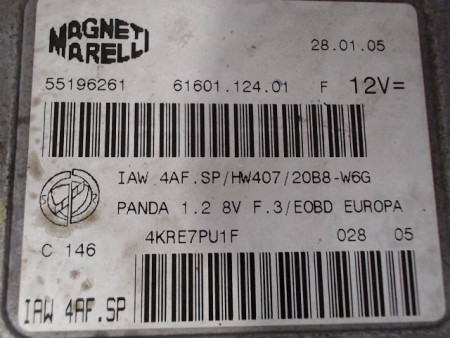 MAGNETI
MARELLI
28.01.05
55196261 61601.124.01 F 12V=
IAW 4AF.SP/HW407/20B8-W6G
PANDA 1.2 8V F.3/EOBD EUROPA
C 146 4KRE7PU1F 028 05
IAW 4AF.SP